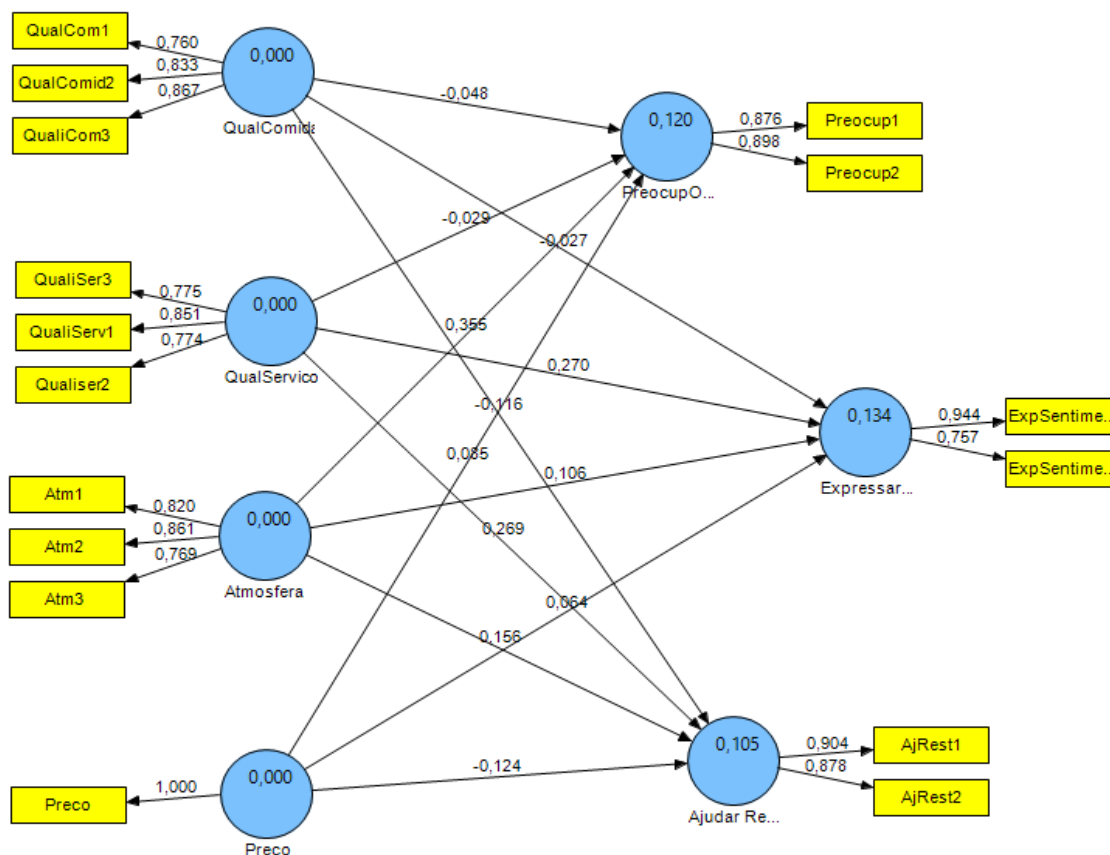 QualCom1
0,760
0,000
QualComid2
0,833
0,867
QualiCom3
QualComida
-0,048
0,120
0,876
Preocup1
0,898
Preocup2
PreocupO...
-0,029
-0,027
QualiSer3
0,775
0,000
QualiServ1
0,851
0,774
Qualiser2
QualServico
0,355
0,270
-0,116
0,085
0,134
0,944
ExpSentime..
0,757
ExpSentime..
Expressar...
Atm1
0,820
0,000
Atm2
0,861
0,769
Atm3
Atmosfera
0,106
0,269
0,064
0,156
0,105
0,904
AjRest1
0,878
AjRest2
Ajudar Re...
Preco
1,000
0,000
-0,124
Preco